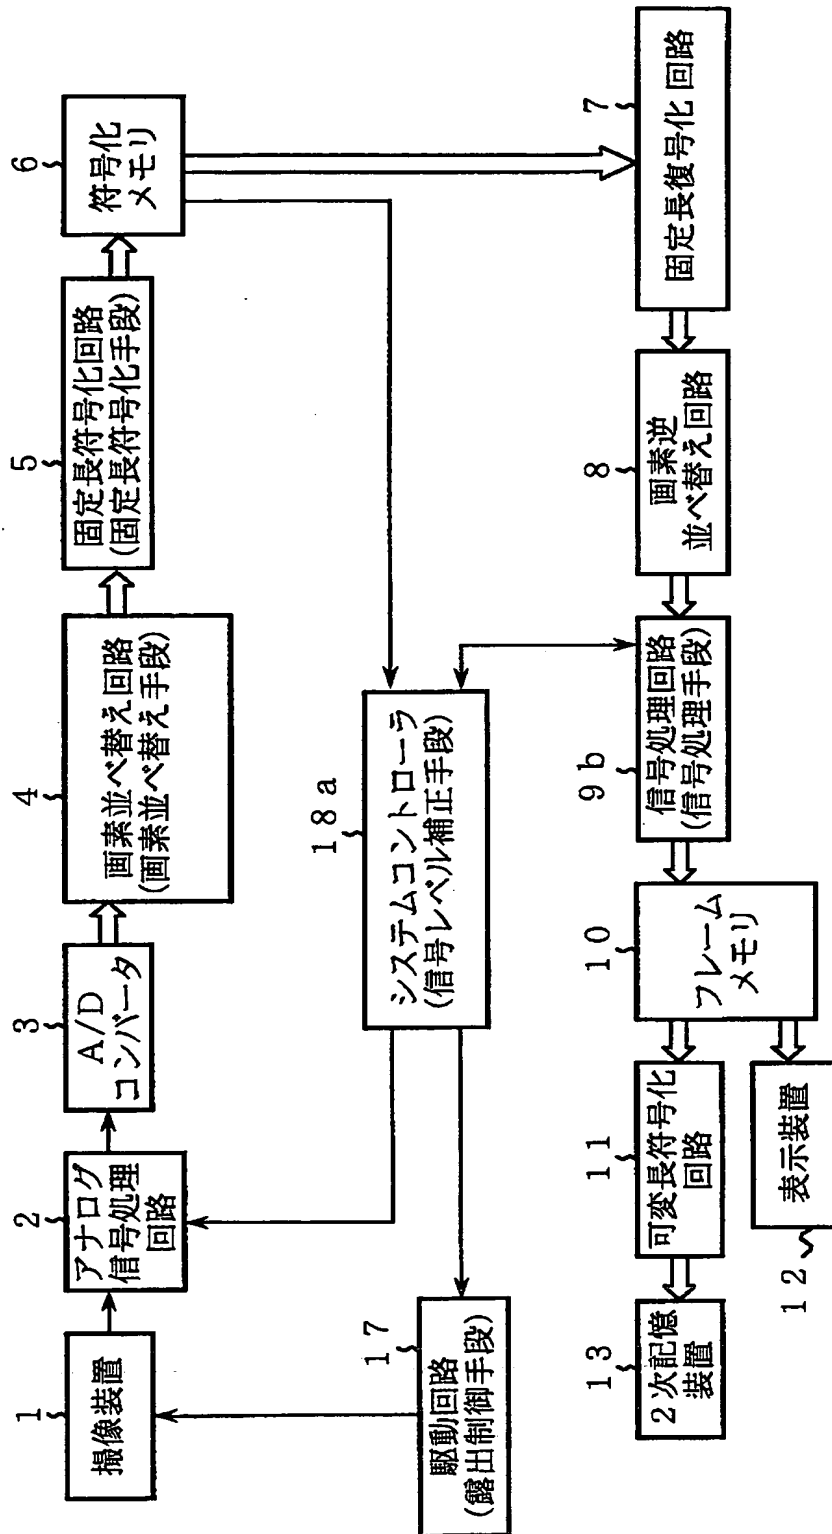 1
撮像装置
2
アナログ
信号処理
回路
3
A/D
コンバータ
4
画素並べ替え回路
(画素並べ替え手段)
5
固定長符号化回路
(固定長符号化手段)
6
符号化
メモリ
17
駆動回路
(露出制御手段)
18a
システムコントローラ
(信号レベル補正手段)
13
2次記憶
装置
11
可変長符号化
回路
12
表示装置
10
フレーム
メモリ
9b
信号処理回路
(信号処理手段)
8
画素逆
並べ替え回路
7
固定長復号化回路